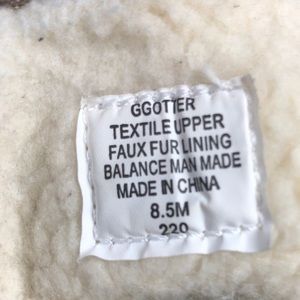 GGOTTER
TEXTILE UPPER
FAUX FUR LINING
BALANCE MAN MADE
MADE IN CHINA
8.5M
220